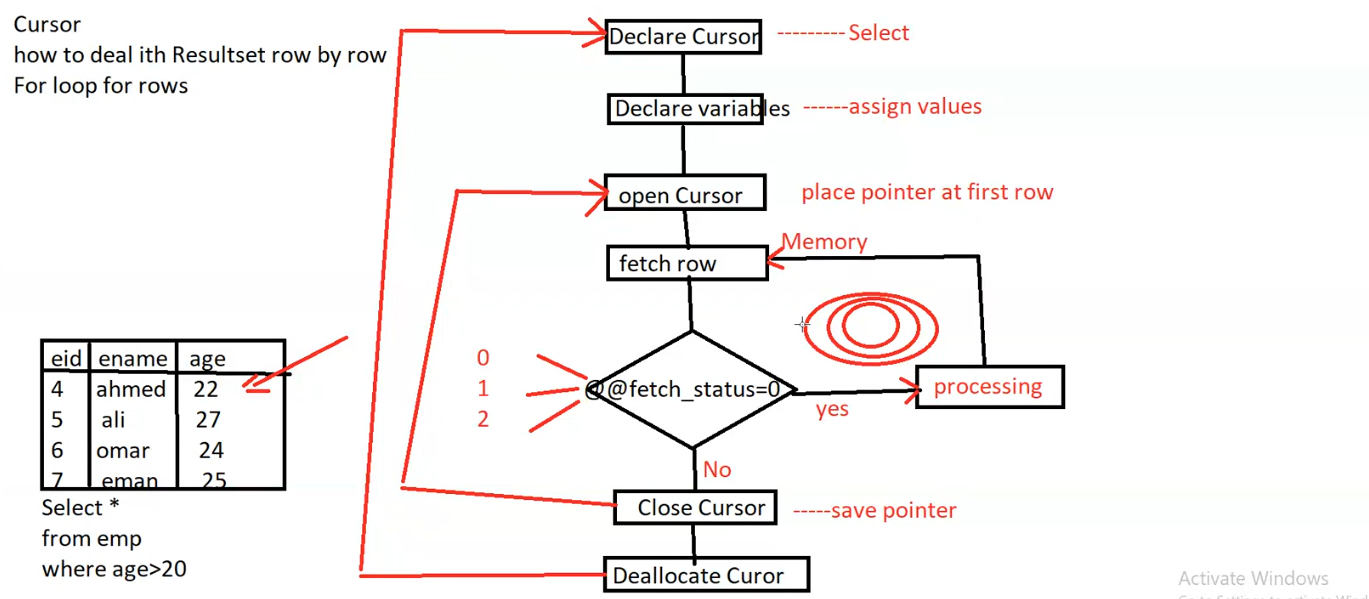 Cursor
how to deal ith Resultset row by row
For loop for rows
Declare Cursor --------- Select
Declare variables ------assign values
open Cursor place pointer at first row
Memory
fetch row
0
1
2
@@fetch_status=0
yes
processing
No
Close Cursor -----save pointer
Deallocate Curor
eid ename age
4 ahmed 22
5 ali 27
6 omar 24
7 eman 25
Select *
from emp
where age>20
Activate Windows